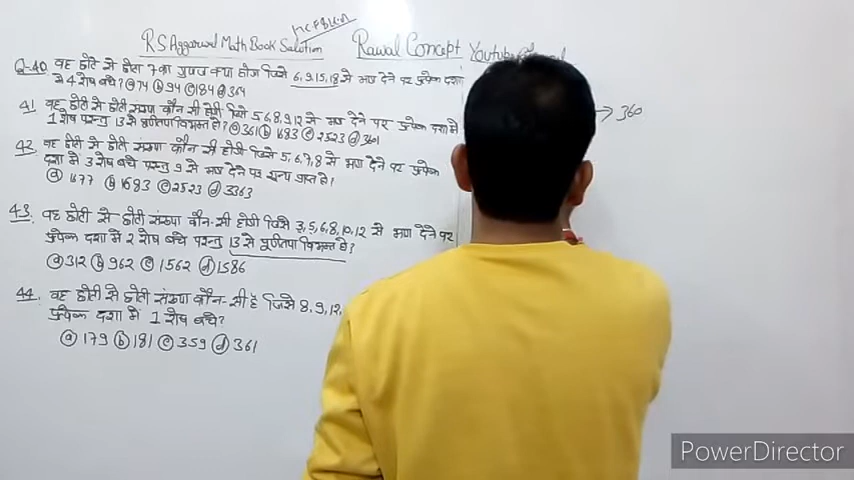 H.C.F & L.C.M
RS Aggarwal Math Book Salution Rawal Concept Youtube
Q.40 वह छोटी से छोटा 7 का गुणज क्या होगा जिसे 6, 9, 15, 18 से भाग देने पर प्रत्येक दशा
मे 4 शेष बचे? (a) 74 (b) 94 (c) 184 (d) 364
360
41 वह छोटी से छोटी संख्या कौन सी होगी जिसे 5, 6, 8, 9, 12 से भाग देने पर प्रत्येक दशा मे
1 शेष परन्तु 13 से पूर्णतया विभक्त हो? (a) 361 (b) 1683 (c) 2523 (d) 3601
42. वह छोटी से छोटी संख्या कौन सी होगी जिसे 5, 6, 7, 8 से भाग देने पर प्रत्येक
दशा मे 3 शेष बचे परन्तु 9 से भाग देने पर शून्य प्राप्त हो!
(a) 1677 (b) 1683 (c) 2523 (d) 3363
43. वह छोटी से छोटी संख्या कौन-सी होगी जिसे 3, 5, 6, 8, 10, 12 से भाग देने पर
प्रत्येक दशा मे 2 शेष बचे परन्तु 13 से पूर्णतया विभक्त हो?
(a) 312 (b) 962 (c) 1562 (d) 1586
44. वह छोटी से छोटी संख्या कौन-सी है जिसे 8, 9, 12,
प्रत्येक दशा मे 1 शेष बचे?
(a) 179 (b) 181 (c) 359 (d) 361
PowerDirector